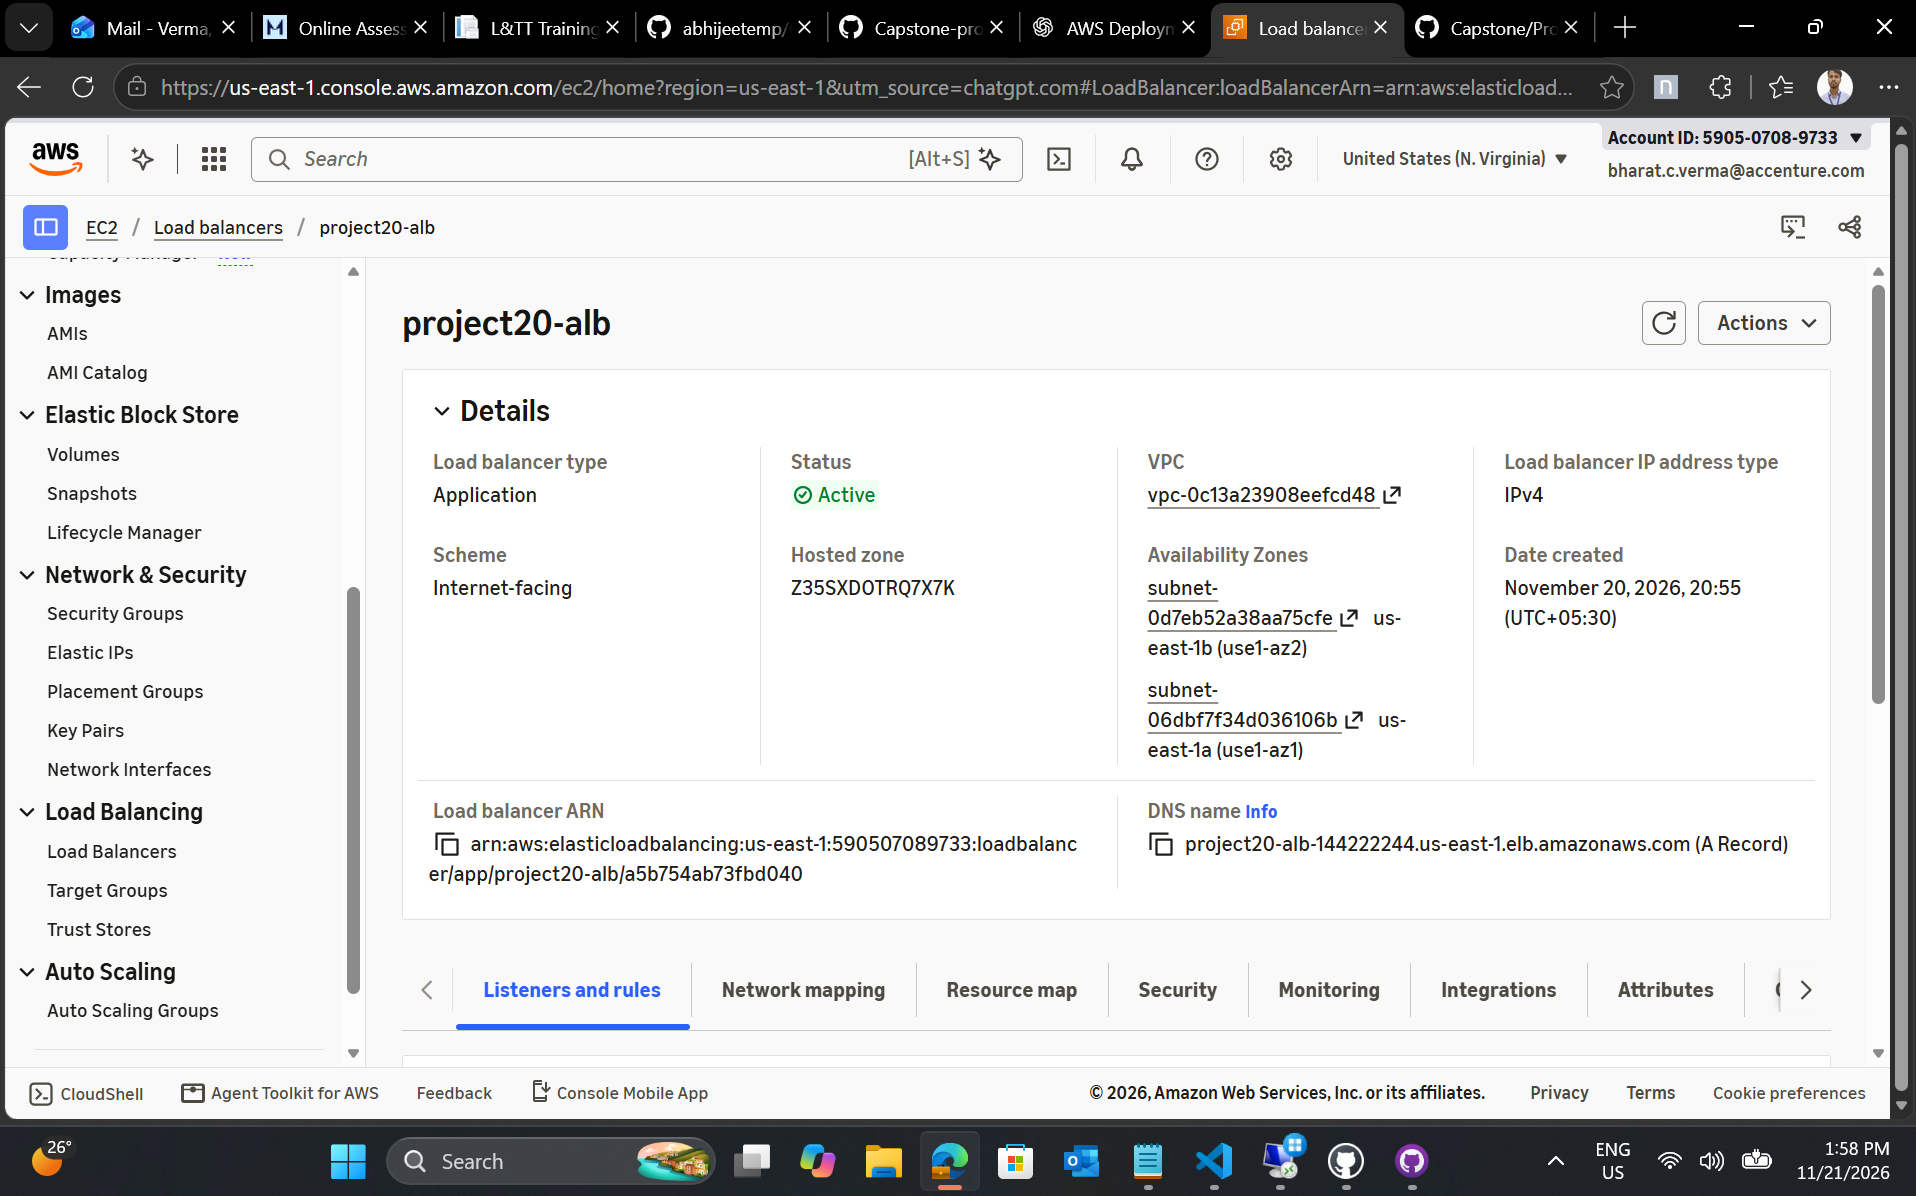 Mail - Verma,
Online Assess
L&TT Training
abhijeetemp/
Capstone-pro
AWS Deploym
Load balancer
Capstone/Pro
https://us-east-1.console.aws.amazon.com/ec2/home?region=us-east-1&utm_source=chatgpt.com#LoadBalancer:loadBalancerArn=arn:aws:elasticload...
aws
Search
[Alt+S]
United States (N. Virginia)
Account ID: 5905-0708-9733
bharat.c.verma@accenture.com
EC2 / Load balancers / project20-alb
Images
AMIs
AMI Catalog
Elastic Block Store
Volumes
Snapshots
Lifecycle Manager
Network & Security
Security Groups
Elastic IPs
Placement Groups
Key Pairs
Network Interfaces
Load Balancing
Load Balancers
Target Groups
Trust Stores
Auto Scaling
Auto Scaling Groups
project20-alb
Actions
Details
Load balancer type
Application
Scheme
Internet-facing
Status
Active
Hosted zone
Z35SXDOTRQ7X7K
VPC
vpc-0c13a23908eefcd48
Availability Zones
subnet-
0d7eb52a38aa75cfe us-
east-1b (use1-az2)
subnet-
06dbf7f34d036106b us-
east-1a (use1-az1)
Load balancer IP address type
IPv4
Date created
November 20, 2026, 20:55
(UTC+05:30)
Load balancer ARN
arn:aws:elasticloadbalancing:us-east-1:590507089733:loadbalanc
er/app/project20-alb/a5b754ab73fbd040
DNS name Info
project20-alb-144222244.us-east-1.elb.amazonaws.com (A Record)
Listeners and rules
Network mapping
Resource map
Security
Monitoring
Integrations
Attributes
CloudShell
Agent Toolkit for AWS
Feedback
Console Mobile App
© 2026, Amazon Web Services, Inc. or its affiliates.
Privacy
Terms
Cookie preferences
26°
Search
ENG
US
1:58 PM
11/21/2026